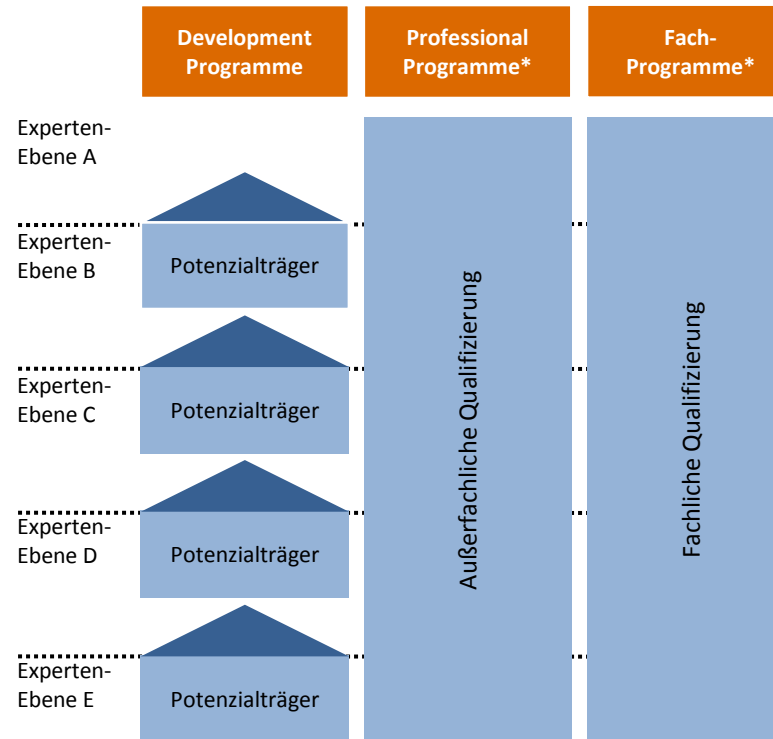 Development
Programme
Professional
Programme*
Fach-
Programme*
Experten-
Ebene A
Experten-
Ebene B
Potenzialträger
Experten-
Ebene C
Potenzialträger
Experten-
Ebene D
Potenzialträger
Experten-
Ebene E
Potenzialträger
Außerfachliche Qualifizierung
Fachliche Qualifizierung